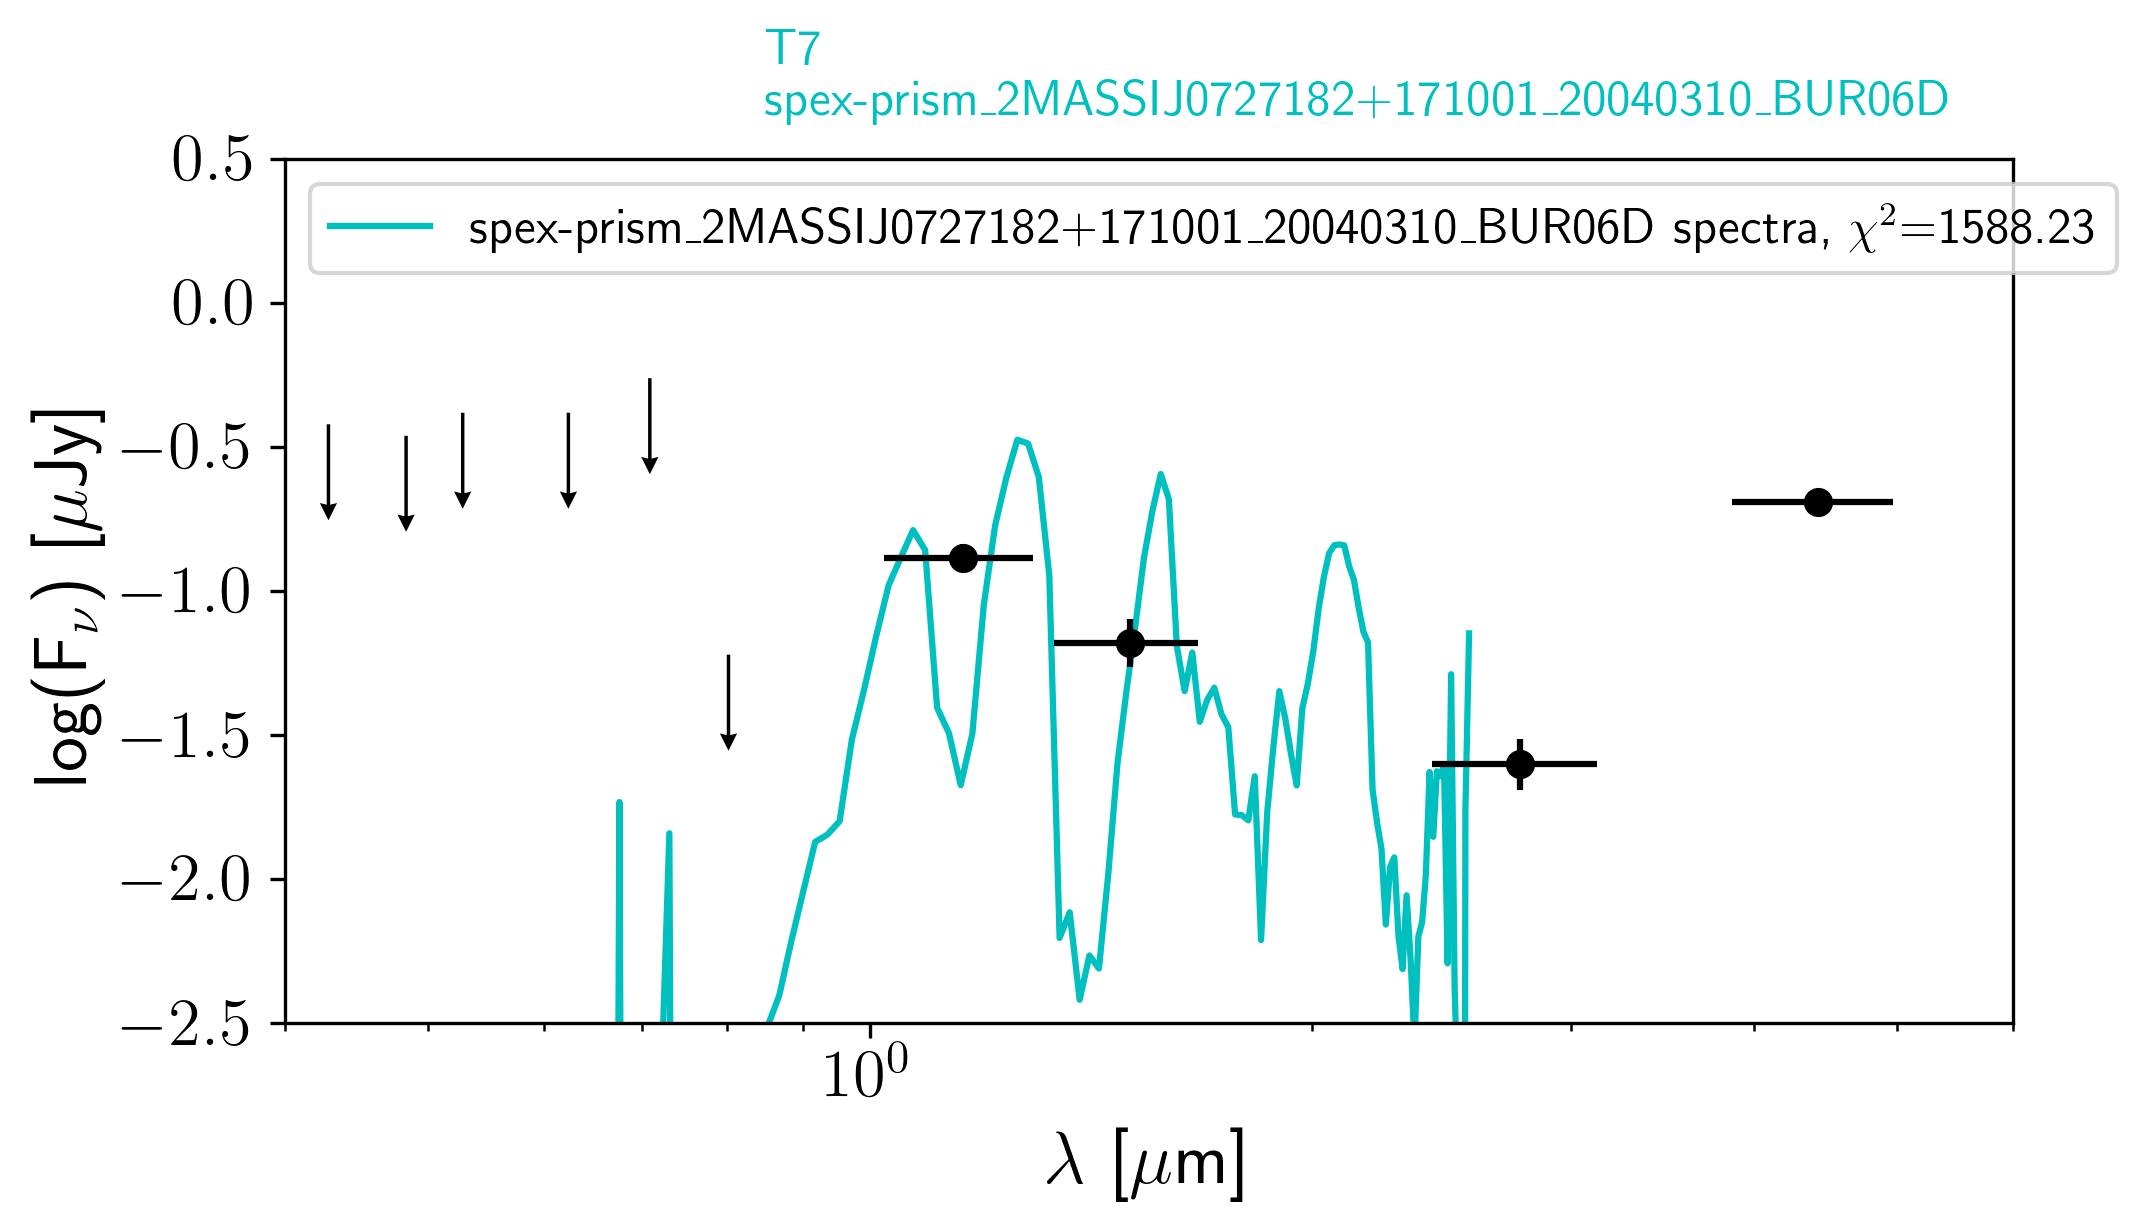 T7
spex-prism_2MASSIJ0727182+171001_20040310_BUR06D
0.5
spex-prism_2MASSIJ0727182+171001_20040310_BUR06D spectra, χ²=1588.23
0.0
−0.5
−1.0
−1.5
−2.0
−2.5
log(Fν) [μJy]
10⁰
λ [μm]